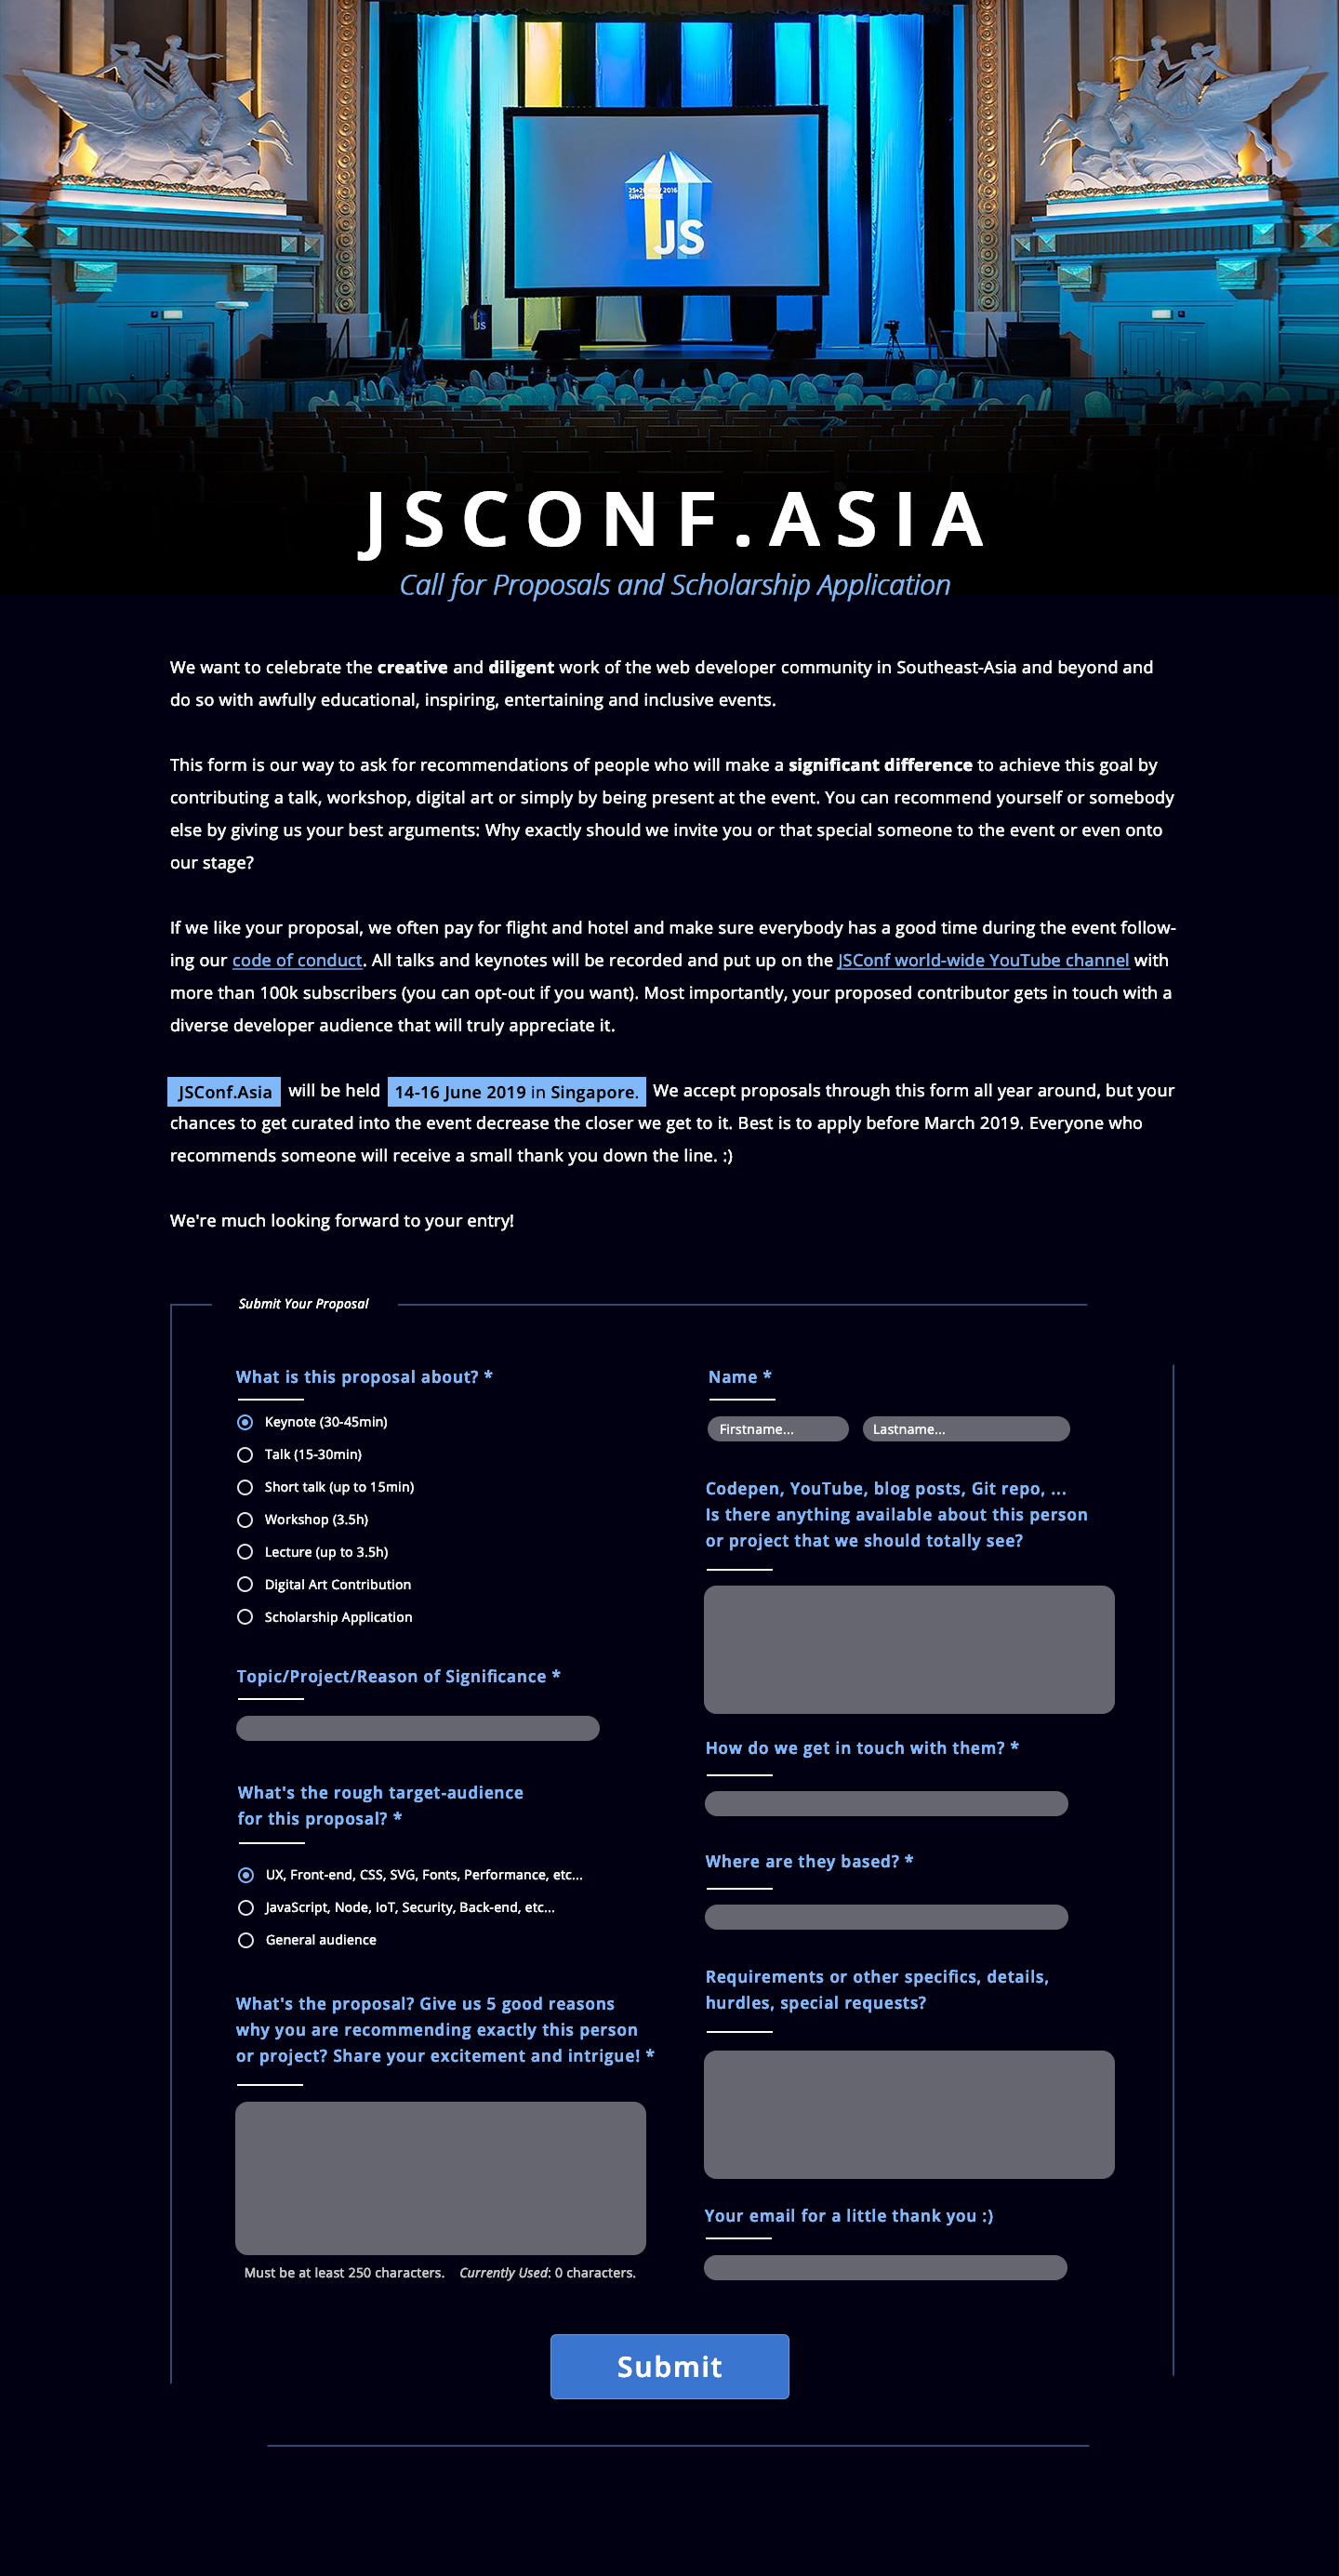 25+26 NOV 2016
SINGAPORE
JS
JS
JSCONF.ASIA
Call for Proposals and Scholarship Application
We want to celebrate the creative and diligent work of the web developer community in Southeast-Asia and beyond and
do so with awfully educational, inspiring, entertaining and inclusive events.
This form is our way to ask for recommendations of people who will make a significant difference to achieve this goal by
contributing a talk, workshop, digital art or simply by being present at the event. You can recommend yourself or somebody
else by giving us your best arguments: Why exactly should we invite you or that special someone to the event or even onto
our stage?
If we like your proposal, we often pay for flight and hotel and make sure everybody has a good time during the event follow-
ing our code of conduct. All talks and keynotes will be recorded and put up on the JSConf world-wide YouTube channel with
more than 100k subscribers (you can opt-out if you want). Most importantly, your proposed contributor gets in touch with a
diverse developer audience that will truly appreciate it.
JSConf.Asia will be held 14-16 June 2019 in Singapore. We accept proposals through this form all year around, but your
chances to get curated into the event decrease the closer we get to it. Best is to apply before March 2019. Everyone who
recommends someone will receive a small thank you down the line. :)
We're much looking forward to your entry!
Submit Your Proposal
What is this proposal about? *
Keynote (30-45min)
Talk (15-30min)
Short talk (up to 15min)
Workshop (3.5h)
Lecture (up to 3.5h)
Digital Art Contribution
Scholarship Application
Topic/Project/Reason of Significance *
What's the rough target-audience
for this proposal? *
UX, Front-end, CSS, SVG, Fonts, Performance, etc...
JavaScript, Node, IoT, Security, Back-end, etc...
General audience
What's the proposal? Give us 5 good reasons
why you are recommending exactly this person
or project? Share your excitement and intrigue! *
Must be at least 250 characters. Currently Used: 0 characters.
Name *
Firstname... Lastname...
Codepen, YouTube, blog posts, Git repo, ...
Is there anything available about this person
or project that we should totally see?
How do we get in touch with them? *
Where are they based? *
Requirements or other specifics, details,
hurdles, special requests?
Your email for a little thank you :)
Submit